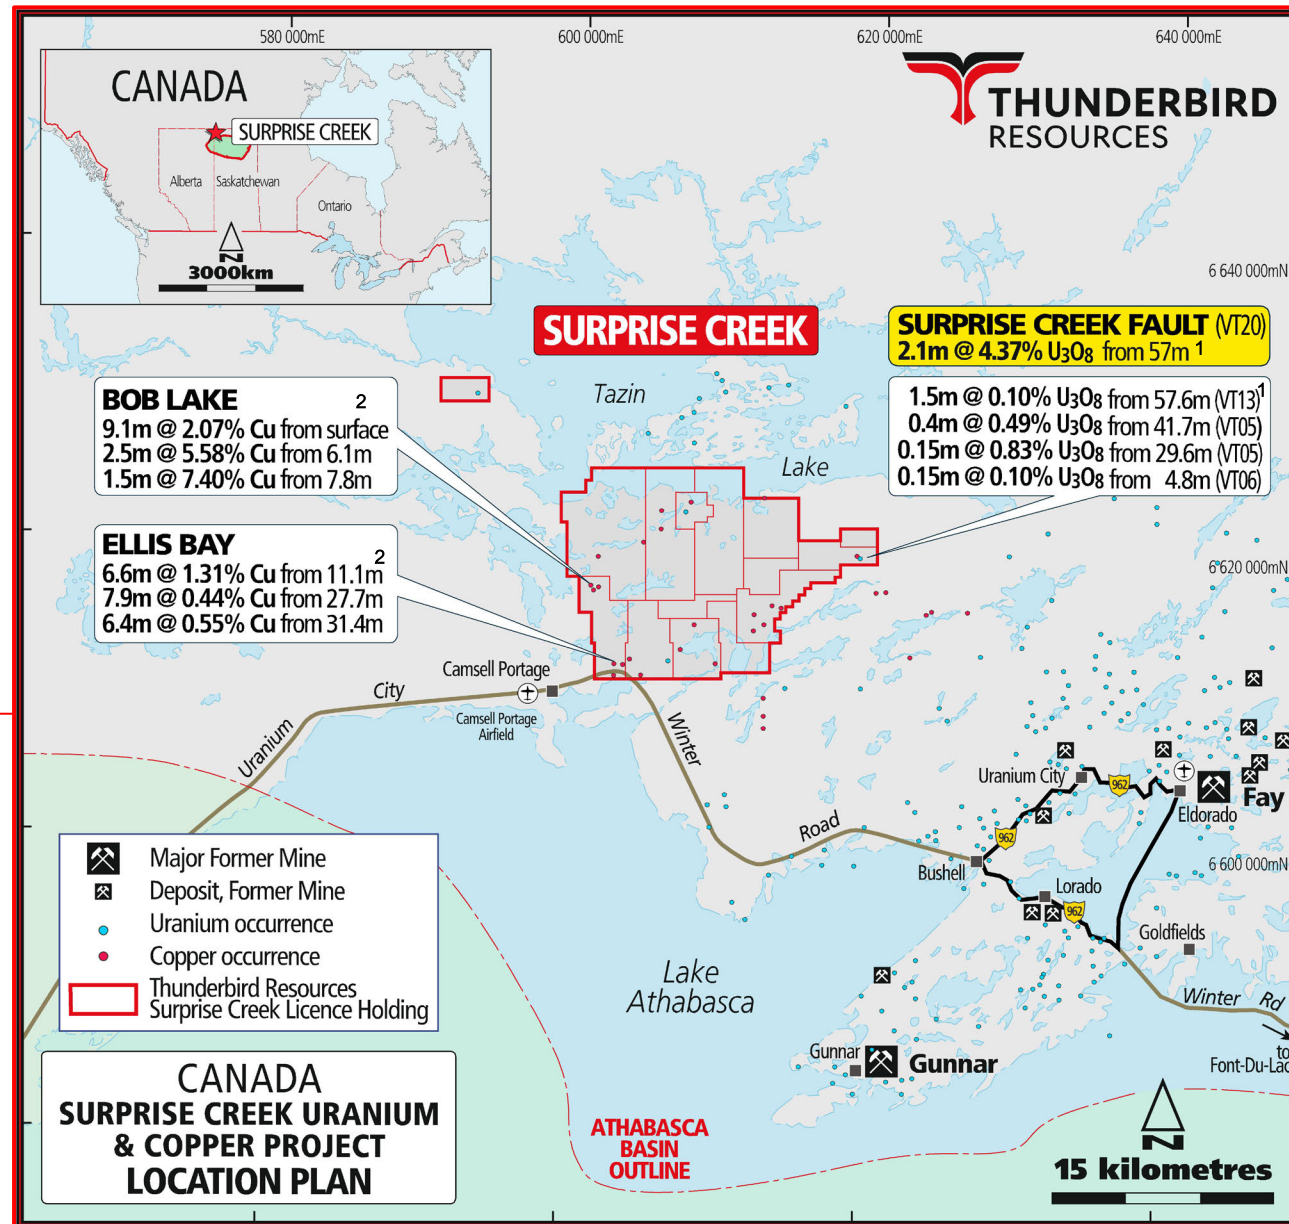 580 000mE
600 000mE
620 000mE
640 000mE
CANADA
SURPRISE CREEK
Alberta
Saskatchewan
Ontario
N
3000km
THUNDERBIRD
RESOURCES
6 640 000mN
SURPRISE CREEK
SURPRISE CREEK FAULT (VT20)
2.1m @ 4.37% U3O8 from 57m 1
1.5m @ 0.10% U3O8 from 57.6m (VT13)1
0.4m @ 0.49% U3O8 from 41.7m (VT05)
0.15m @ 0.83% U3O8 from 29.6m (VT05)
0.15m @ 0.10% U3O8 from 4.8m (VT06)
Tazin
Lake
BOB LAKE 2
9.1m @ 2.07% Cu from surface
2.5m @ 5.58% Cu from 6.1m
1.5m @ 7.40% Cu from 7.8m
ELLIS BAY 2
6.6m @ 1.31% Cu from 11.1m
7.9m @ 0.44% Cu from 27.7m
6.4m @ 0.55% Cu from 31.4m
6 620 000mN
Camsell Portage
Camsell Portage
Airfield
Uranium
City
Winter
Road
Uranium City
962
Eldorado
Fay
962
Bushell
6 600 000mN
Lorado
962
Goldfields
Winter Rd
to
Font-Du-Lac
Major Former Mine
Deposit, Former Mine
Uranium occurrence
Copper occurrence
Thunderbird Resources
Surprise Creek Licence Holding
Lake
Athabasca
Gunnar
Gunnar
CANADA
SURPRISE CREEK URANIUM
& COPPER PROJECT
LOCATION PLAN
ATHABASCA
BASIN
OUTLINE
N
15 kilometres